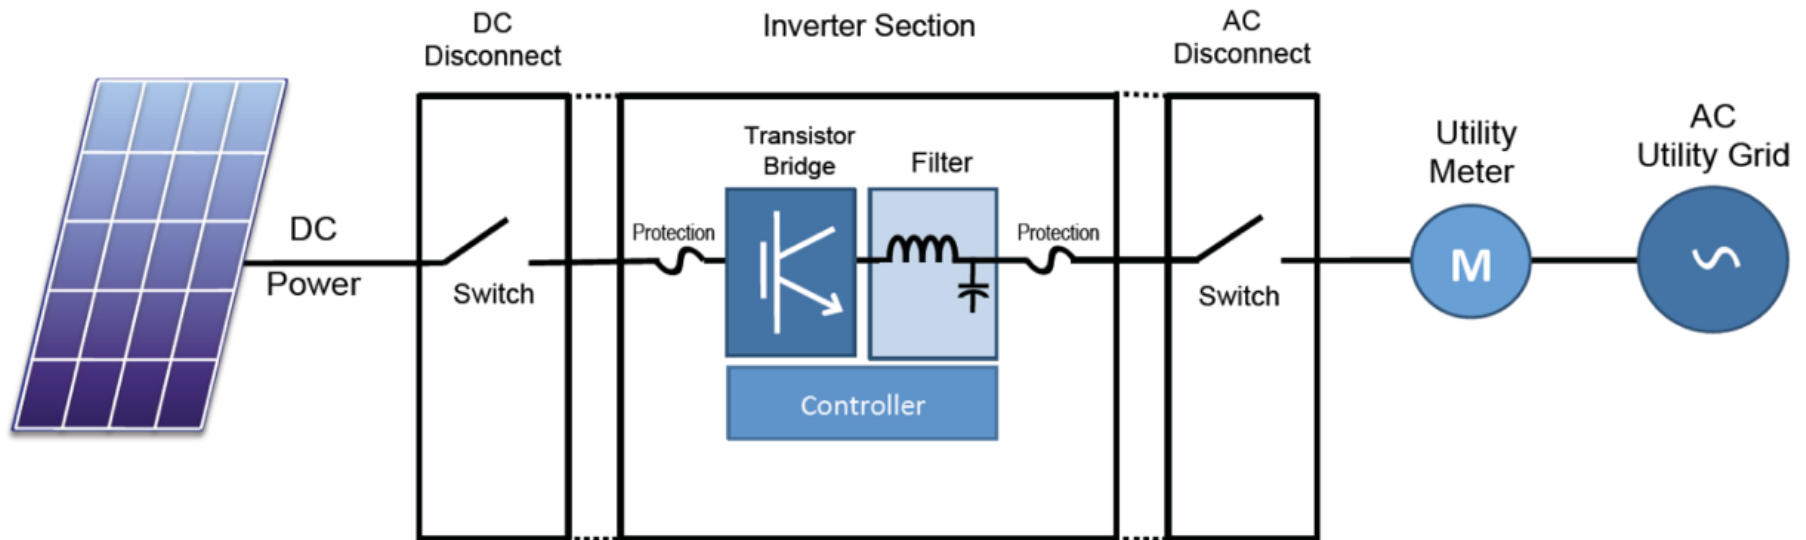 DC
Disconnect
Inverter Section
AC
Disconnect
Transistor
Bridge
Filter
Utility
Meter
AC
Utility Grid
DC
Power
Switch
Protection
Protection
Switch
M
Controller